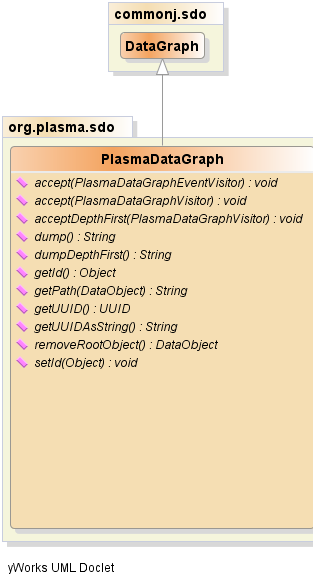 commonj.sdo
DataGraph
org.plasma.sdo
PlasmaDataGraph
accept(PlasmaDataGraphEventVisitor) : void
accept(PlasmaDataGraphVisitor) : void
acceptDepthFirst(PlasmaDataGraphVisitor) : void
dump() : String
dumpDepthFirst() : String
getId() : Object
getPath(DataObject) : String
getUUID() : UUID
getUUIDAsString() : String
removeRootObject() : DataObject
setId(Object) : void
yWorks UML Doclet